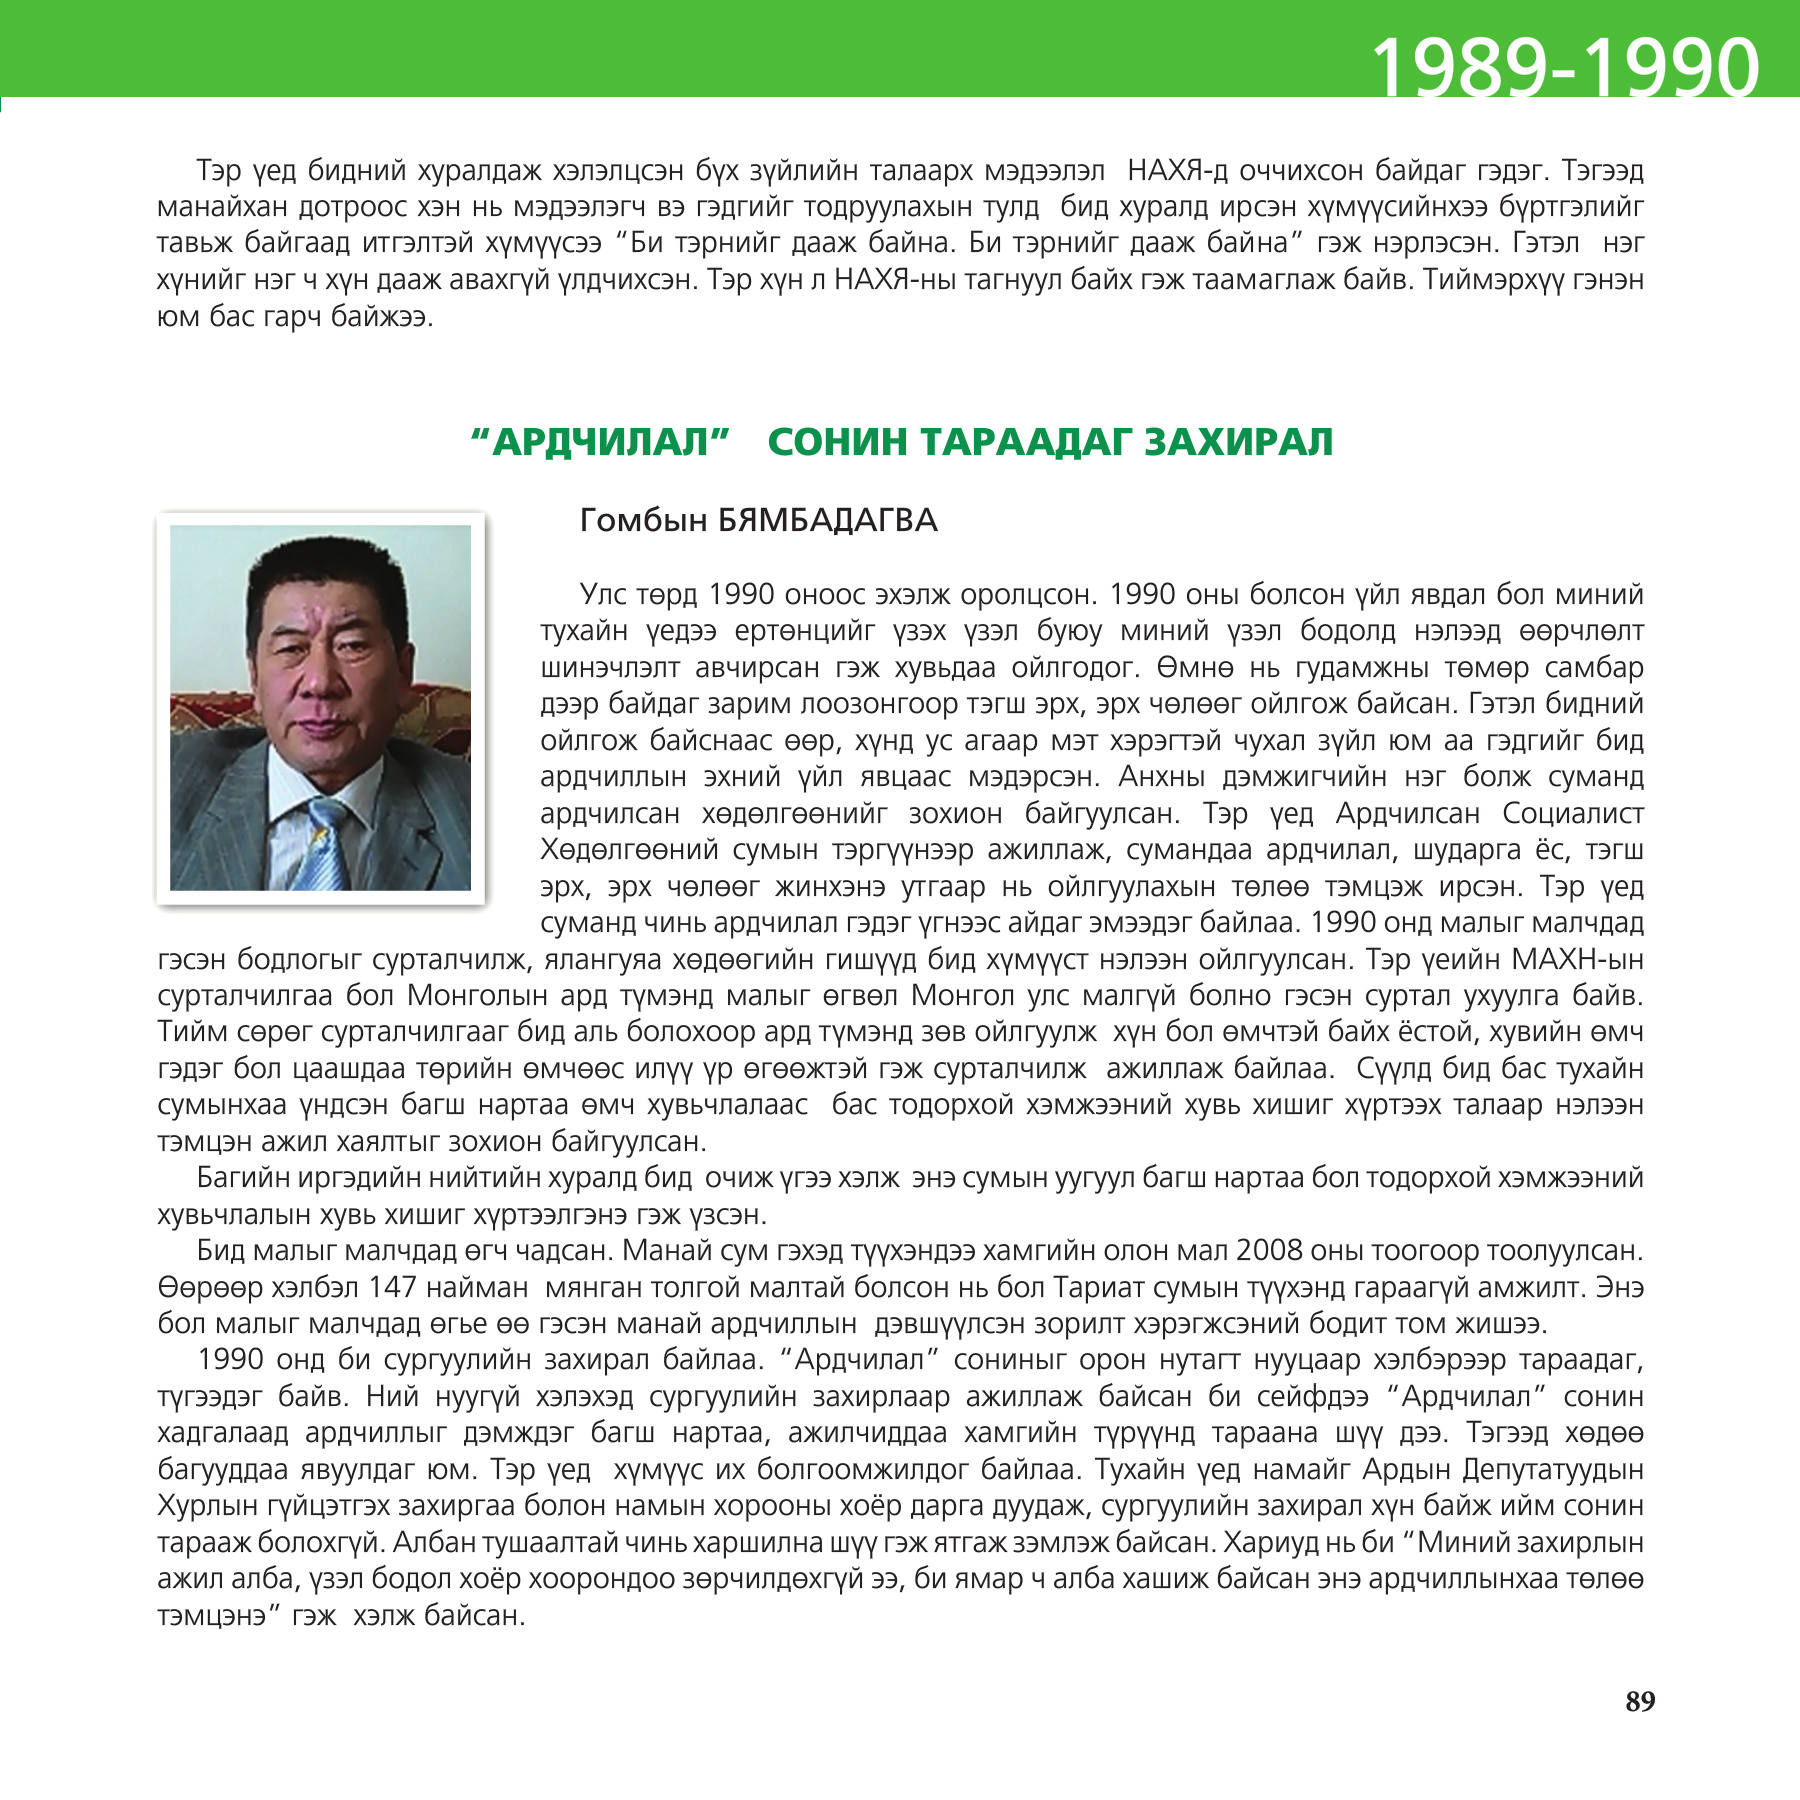 1989-1990
Тэр үед бидний хуралдаж хэлэлцсэн бүх зүйлийн талаарх мэдээлэл НАХЯ-д оччихсон байдаг гэдэг. Тэгээд
манайхан дотроос хэн нь мэдээлэгч вэ гэдгийг тодруулахын тулд бид хуралд ирсэн хүмүүсийнхээ бүртгэлийг
тавьж байгаад итгэлтэй хүмүүсээ “Би тэрнийг дааж байна. Би тэрнийг дааж байна” гэж нэрлэсэн. Гэтэл нэг
хүнийг нэг ч хүн дааж авахгүй үлдчихсэн. Тэр хүн л НАХЯ-ны тагнуул байх гэж таамаглаж байв. Тиймэрхүү гэнэн
юм бас гарч байжээ.
“АРДЧИЛАЛ” СОНИН ТАРААДАГ ЗАХИРАЛ
Гомбын БЯМБАДАГВА
Улс төрд 1990 оноос эхэлж оролцсон. 1990 оны болсон үйл явдал бол миний
тухайн үедээ ертөнцийг үзэх үзэл буюу миний үзэл бодолд нэлээд өөрчлөлт
шинэчлэлт авчирсан гэж хувьдаа ойлгодог. Өмнө нь гудамжны төмөр самбар
дээр байдаг зарим лоозонгоор тэгш эрх, эрх чөлөөг ойлгож байсан. Гэтэл бидний
ойлгож байснаас өөр, хүнд ус агаар мэт хэрэгтэй чухал зүйл юм аа гэдгийг бид
ардчиллын эхний үйл явцаас мэдэрсэн. Анхны дэмжигчийн нэг болж суманд
ардчилсан хөдөлгөөнийг зохион байгуулсан. Тэр үед Ардчилсан Социалист
Хөдөлгөөний сумын тэргүүнээр ажиллаж, сумандаа ардчилал, шударга ёс, тэгш
эрх, эрх чөлөөг жинхэнэ утгаар нь ойлгуулахын төлөө тэмцэж ирсэн. Тэр үед
суманд чинь ардчилал гэдэг үгнээс айдаг эмээдэг байлаа. 1990 онд малыг малчдад
гэсэн бодлогыг сурталчилж, ялангуяа хөдөөгийн гишүүд бид хүмүүст нэлээн ойлгуулсан. Тэр үеийн МАХН-ын
сурталчилгаа бол Монголын ард түмэнд малыг өгвөл Монгол улс малгүй болно гэсэн суртал ухуулга байв.
Тийм сөрөг сурталчилгааг бид аль болохоор ард түмэнд зөв ойлгуулж хүн бол өмчтэй байх ёстой, хувийн өмч
гэдэг бол цаашдаа төрийн өмчөөс илүү үр өгөөжтэй гэж сурталчилж ажиллаж байлаа. Сүүлд бид бас тухайн
сумынхаа үндсэн багш нартаа өмч хувьчлалаас бас тодорхой хэмжээний хувь хишиг хүртээх талаар нэлээн
тэмцэн ажил хаялтыг зохион байгуулсан.
Багийн иргэдийн нийтийн хуралд бид очиж үгээ хэлж энэ сумын уугуул багш нартаа бол тодорхой хэмжээний
хувьчлалын хувь хишиг хүртээлгэнэ гэж үзсэн.
Бид малыг малчдад өгч чадсан. Манай сум гэхэд түүхэндээ хамгийн олон мал 2008 оны тоогоор тоолуулсан.
Өөрөөр хэлбэл 147 найман мянган толгой малтай болсон нь бол Тариат сумын түүхэнд гараагүй амжилт. Энэ
бол малыг малчдад өгье өө гэсэн манай ардчиллын дэвшүүлсэн зорилт хэрэгжсэний бодит том жишээ.
1990 онд би сургуулийн захирал байлаа. “Ардчилал” сониныг орон нутагт нууцаар хэлбэрээр тараадаг,
түгээдэг байв. Ний нуугүй хэлэхэд сургуулийн захирлаар ажиллаж байсан би сейфдээ “Ардчилал” сонин
хадгалаад ардчиллыг дэмждэг багш нартаа, ажилчиддаа хамгийн түрүүнд тараана шүү дээ. Тэгээд хөдөө
багууддаа явуулдаг юм. Тэр үед хүмүүс их болгоомжилдог байлаа. Тухайн үед намайг Ардын Депутатуудын
Хурлын гүйцэтгэх захиргаа болон намын хорооны хоёр дарга дуудаж, сургуулийн захирал хүн байж ийм сонин
тарааж болохгүй. Албан тушаалтай чинь харшилна шүү гэж ятгаж зэмлэж байсан. Хариуд нь би “Миний захирлын
ажил алба, үзэл бодол хоёр хоорондоо зөрчилдөхгүй ээ, би ямар ч алба хашиж байсан энэ ардчиллынхаа төлөө
тэмцэнэ” гэж хэлж байсан.
89